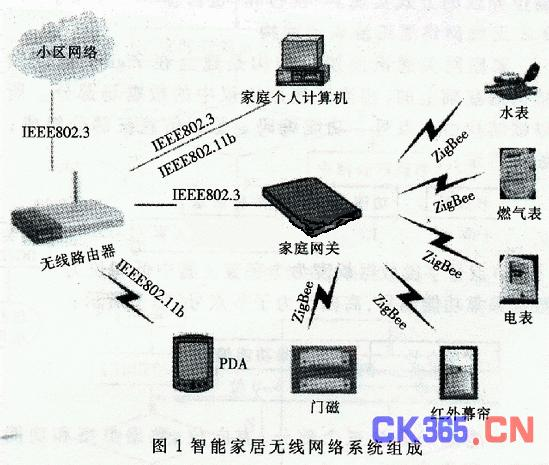 小区网络
家庭个人计算机
水表
IEEE802.3
IEEE802.3
IEEE802.11b
ZigBee
IEEE802.3
ZigBee
燃气表
无线路由器
家庭网关
ZigBee
电表
IEEE802.11b
ZigBee
ZigBee
PDA
门磁
红外幕帘
CK365.CN
图 1 智能家居无线网络系统组成